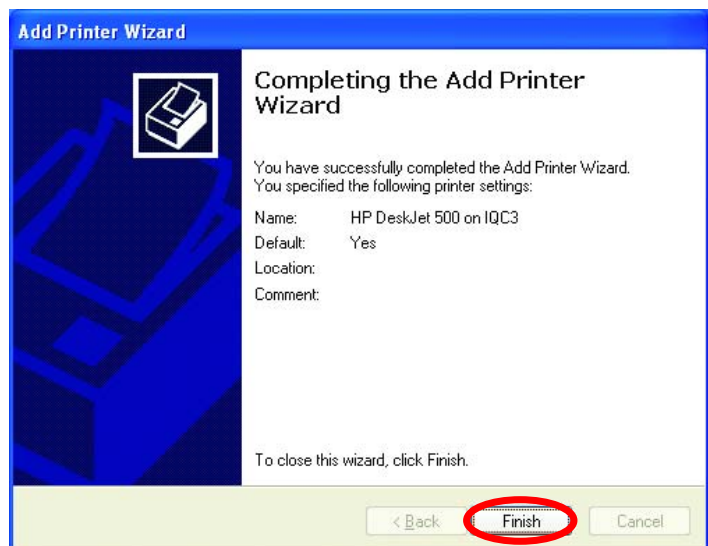 Add Printer Wizard
Completing the Add Printer
Wizard
You have successfully completed the Add Printer Wizard.
You specified the following printer settings:
Name: HP DeskJet 500 on IQC3
Default: Yes
Location:
Comment:
To close this wizard, click Finish.
< Back Finish Cancel